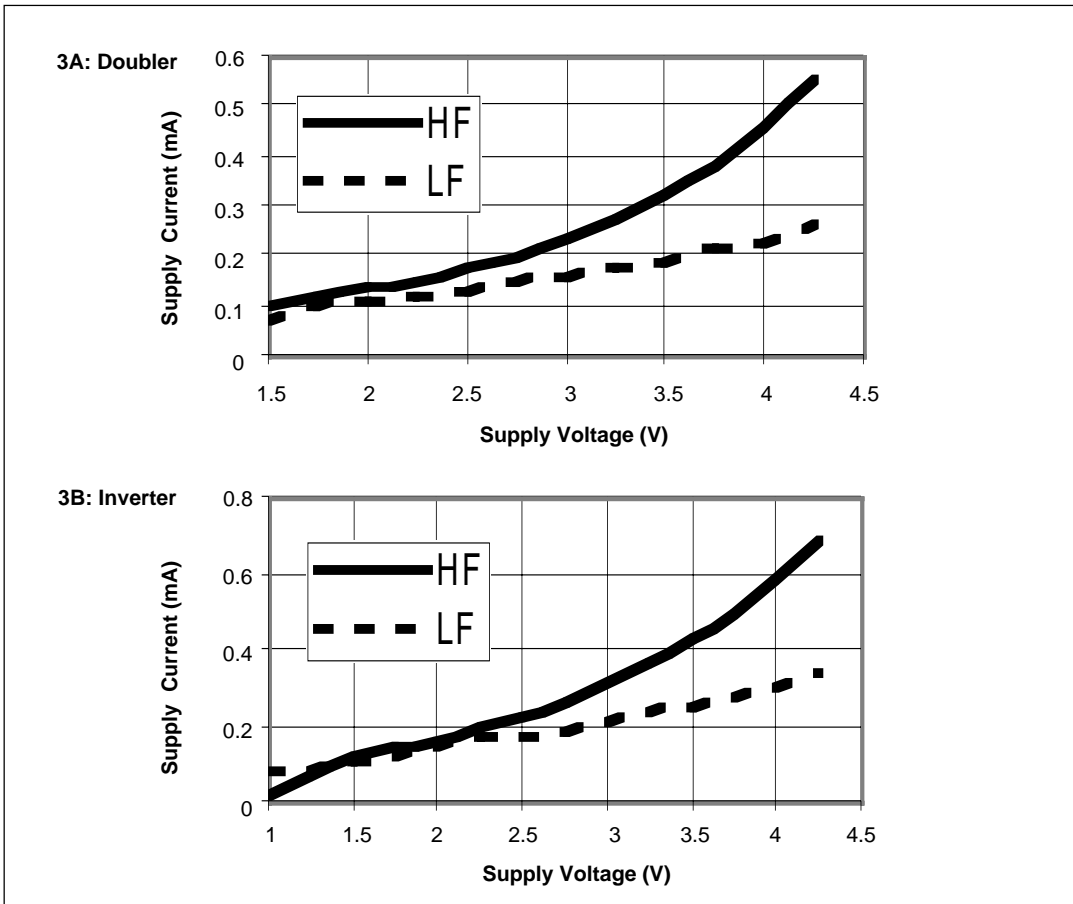 3A: Doubler
Supply Current (mA)
0.6
0.5
0.4
0.3
0.2
0.1
0
HF
LF
1.5 2 2.5 3 3.5 4 4.5
Supply Voltage (V)
3B: Inverter
Supply Current (mA)
0.8
0.6
0.4
0.2
0
HF
LF
1 1.5 2 2.5 3 3.5 4 4.5
Supply Voltage (V)